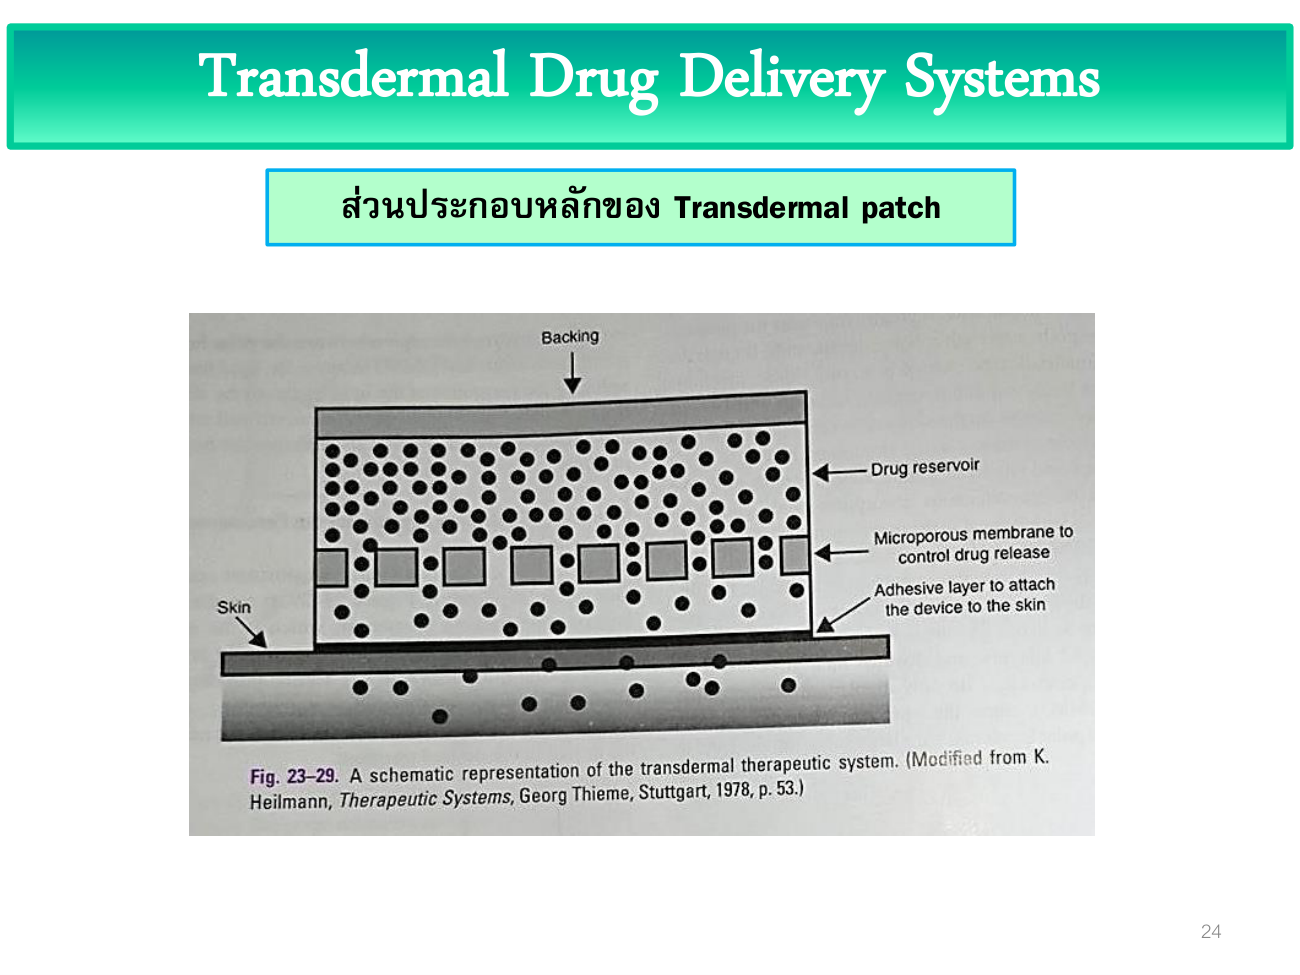 Transdermal Drug Delivery Systems
ส่วนประกอบหลักของ Transdermal patch
Backing
Drug reservoir
Microporous membrane to
control drug release
Adhesive layer to attach
the device to the skin
Skin
Fig. 23–29. A schematic representation of the transdermal therapeutic system. (Modified from K.
Heilmann, Therapeutic Systems, Georg Thieme, Stuttgart, 1978, p. 53.)
24